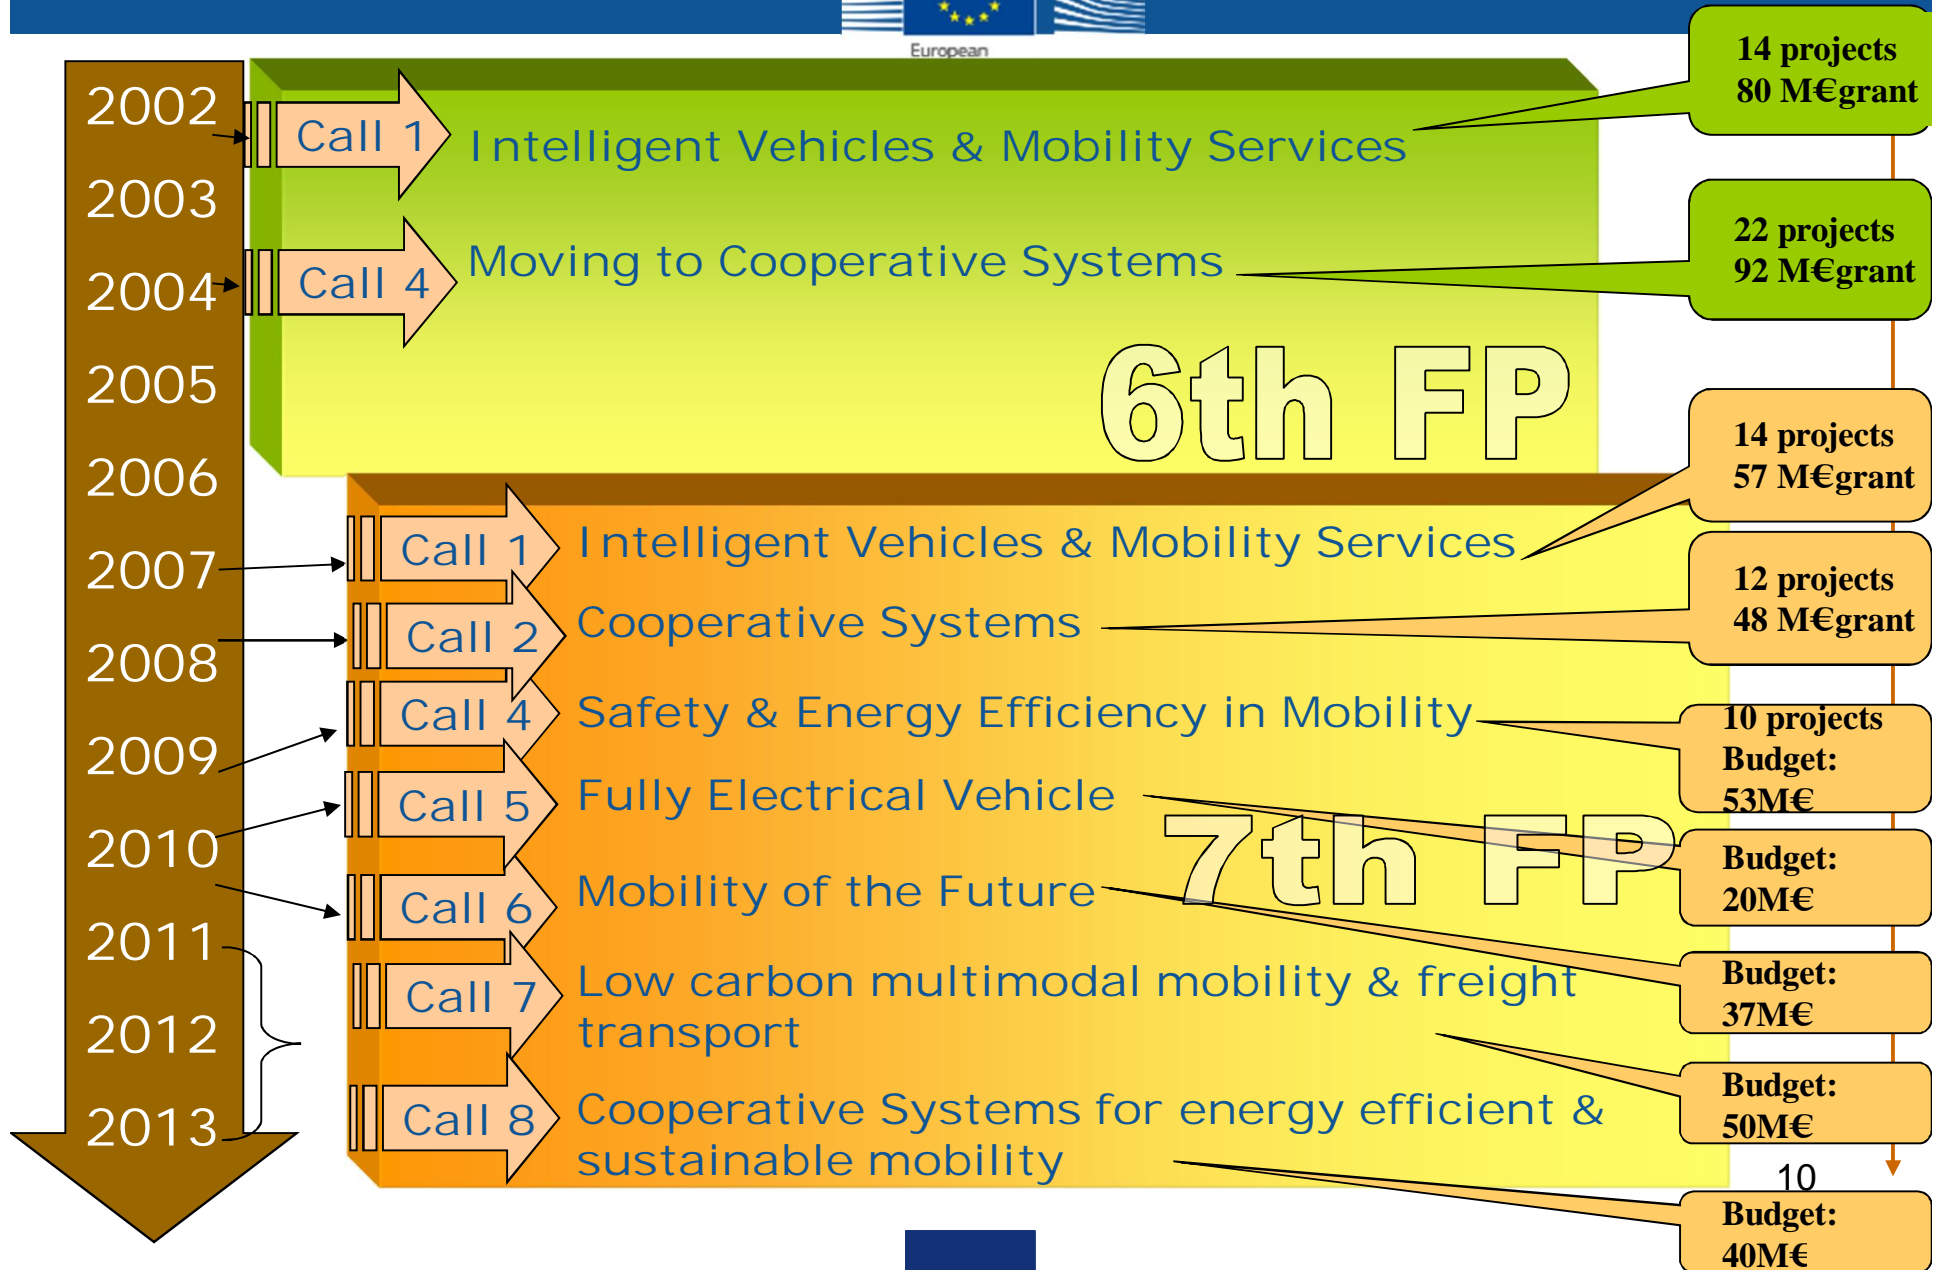 European
2002
2003
2004
2005
2006
2007
2008
2009
2010
2011
2012
2013
Call 1
Intelligent Vehicles & Mobility Services
14 projects
80 M€grant
Call 4
Moving to Cooperative Systems
22 projects
92 M€grant
6th FP
Call 1
Intelligent Vehicles & Mobility Services
14 projects
57 M€grant
Call 2
Cooperative Systems
12 projects
48 M€grant
Call 4
Safety & Energy Efficiency in Mobility
10 projects
Budget:
53M€
Call 5
Fully Electrical Vehicle
7th FP
Budget:
20M€
Call 6
Mobility of the Future
Budget:
37M€
Call 7
Low carbon multimodal mobility & freight
transport
Budget:
50M€
Call 8
Cooperative Systems for energy efficient &
sustainable mobility
10
Budget:
40M€